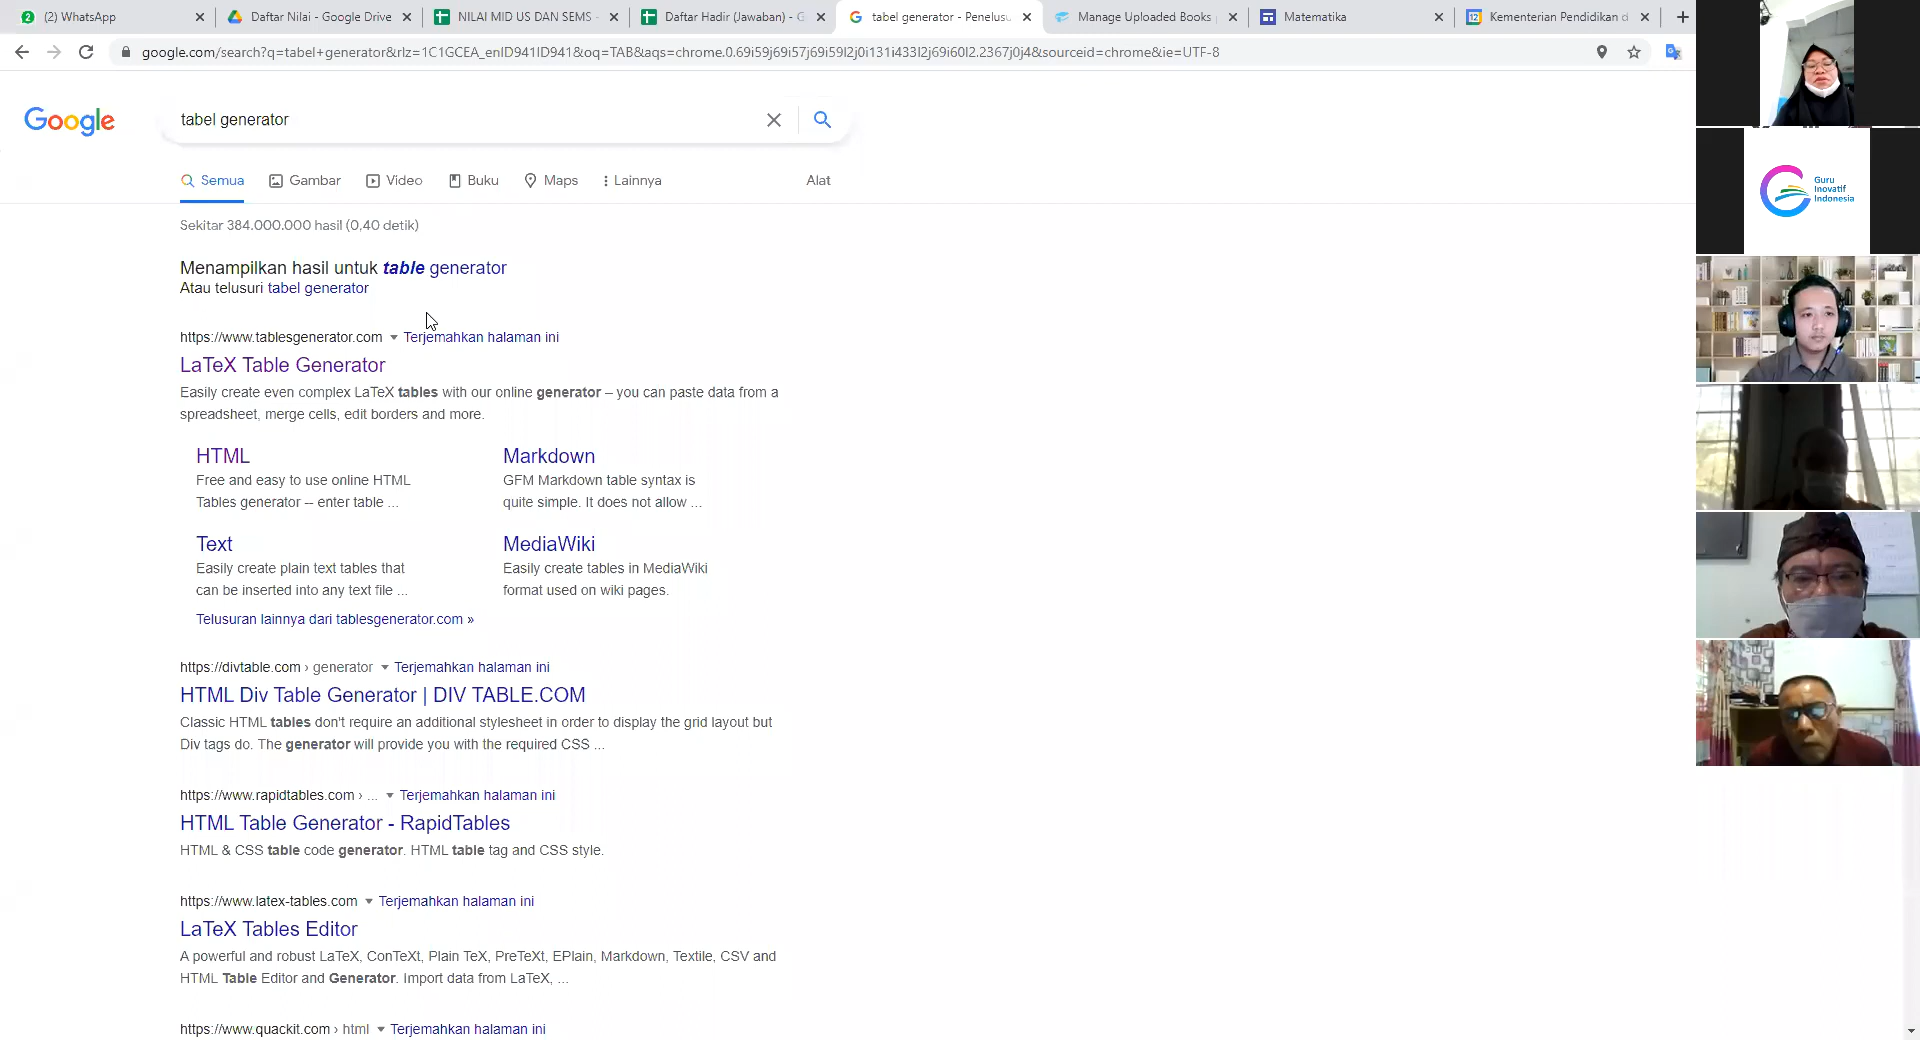 (2) WhatsApp
Daftar Nilai - Google Drive
NILAI MID US DAN SEMS -
Daftar Hadir (Jawaban) - G
tabel generator - Penelusu
Manage Uploaded Books
Matematika
Kementerian Pendidikan d
google.com/search?q=tabel+generator&rlz=1C1GCEA_enID941ID941&oq=TAB&aqs=chrome.0.69i59j69i57j69i59l2j0i131i433l2j69i60l2.2367j0j4&sourceid=chrome&ie=UTF-8
Google
tabel generator
Semua
Gambar
Video
Buku
Maps
Lainnya
Alat
Sekitar 384.000.000 hasil (0,40 detik)
Menampilkan hasil untuk table generator
Atau telusuri tabel generator
https://www.tablesgenerator.com Terjemahkan halaman ini
LaTeX Table Generator
Easily create even complex LaTeX tables with our online generator – you can paste data from a
spreadsheet, merge cells, edit borders and more.
HTML
Free and easy to use online HTML
Tables generator -- enter table ...
Markdown
GFM Markdown table syntax is
quite simple. It does not allow ...
Text
Easily create plain text tables that
can be inserted into any text file ...
MediaWiki
Easily create tables in MediaWiki
format used on wiki pages.
Telusuran lainnya dari tablesgenerator.com »
https://divtable.com › generator Terjemahkan halaman ini
HTML Div Table Generator | DIV TABLE.COM
Classic HTML tables don't require an additional stylesheet in order to display the grid layout but
Div tags do. The generator will provide you with the required CSS ...
https://www.rapidtables.com › ... Terjemahkan halaman ini
HTML Table Generator - RapidTables
HTML & CSS table code generator. HTML table tag and CSS style.
https://www.latex-tables.com Terjemahkan halaman ini
LaTeX Tables Editor
A powerful and robust LaTeX, ConTeXt, Plain TeX, PreTeXt, EPlain, Markdown, Textile, CSV and
HTML Table Editor and Generator. Import data from LaTeX, ...
https://www.quackit.com › html Terjemahkan halaman ini
Guru
Inovatif
Indonesia